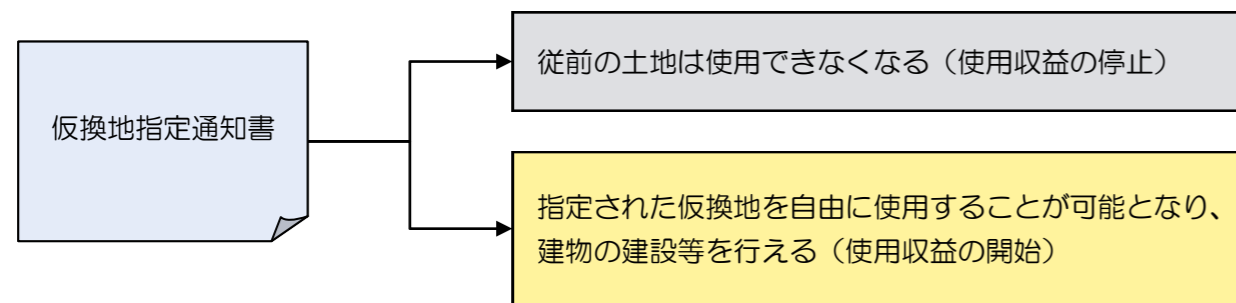 仮換地指定通知書
従前の土地は使用できなくなる（使用収益の停止）
指定された仮換地を自由に使用することが可能となり、
建物の建設等を行える（使用収益の開始）